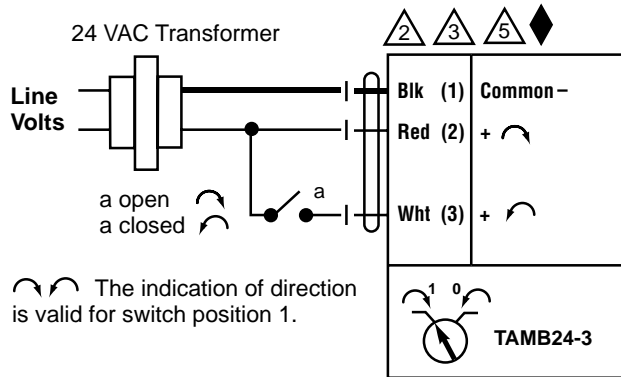 24 VAC Transformer
2 3 5
Line
Volts
Blk (1) Common –
Red (2) +
a
a open
a closed
Wht (3) +
The indication of direction
is valid for switch position 1.
1 0
TAMB24-3